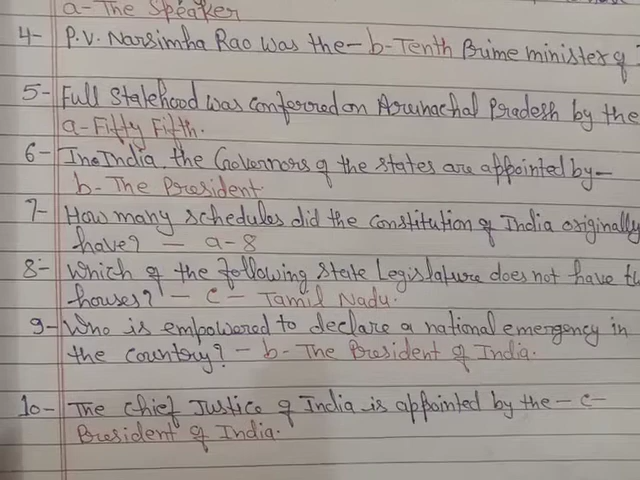 a- The Speaker
4- P.V. Narsimha Rao was the - b- Tenth Prime minister of
5- Full Statehood was conferred on Arunachal Pradesh by the
a- Fifty Fifth.
6- In India the Governors of the states are appointed by -
b- The President.
7- How many schedules did the constitution of India originally
have? - a - 8
8- Which of the following State Legislature does not have
houses? - c - Tamil Nadu.
9- Who is empowered to declare a national emergency in
the country? - b- The President of India.
10- The Chief Justice of India is appointed by the - c -
President of India.